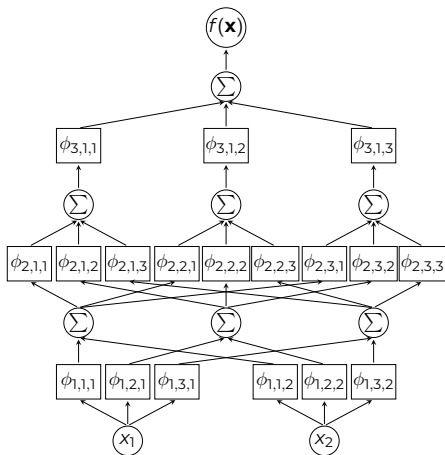 f(x)
∑
ϕ3,1,1 ϕ3,1,2 ϕ3,1,3
∑ ∑ ∑
ϕ2,1,1 ϕ2,1,2 ϕ2,1,3 ϕ2,2,1 ϕ2,2,2 ϕ2,2,3 ϕ2,3,1 ϕ2,3,2 ϕ2,3,3
∑ ∑ ∑
ϕ1,1,1 ϕ1,2,1 ϕ1,3,1 ϕ1,1,2 ϕ1,2,2 ϕ1,3,2
x1 x2